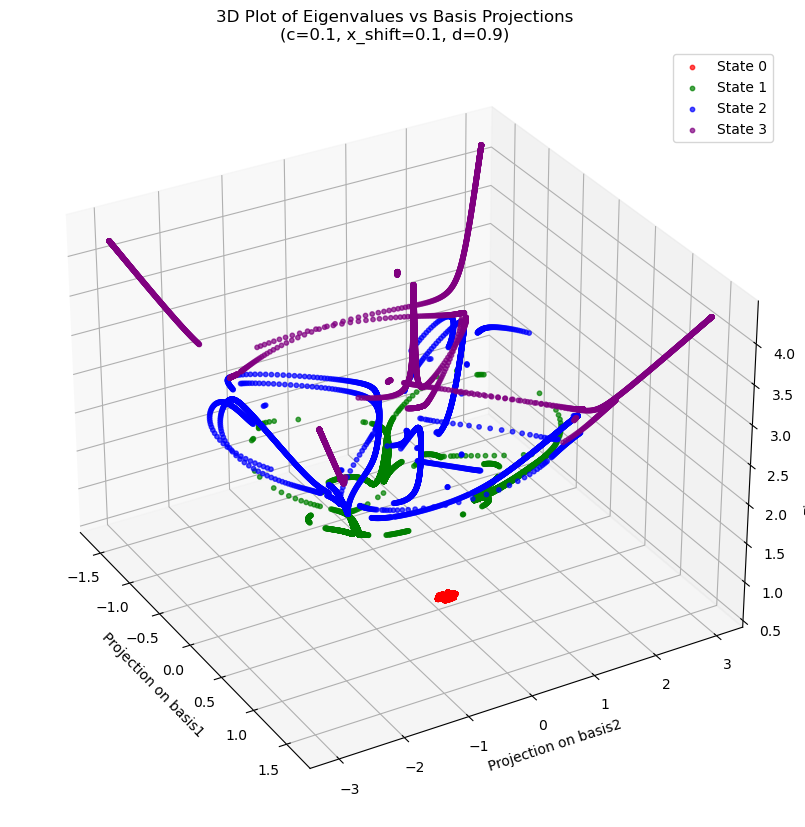 3D Plot of Eigenvalues vs Basis Projections
(c=0.1, x_shift=0.1, d=0.9)
State 0
State 1
State 2
State 3
4.0
3.5
3.0
2.5
2.0
1.5
1.0
0.5
−1.5
−1.0
−0.5
0.0
0.5
1.0
1.5
Projection on basis1
−3
−2
−1
0
1
2
3
Projection on basis2